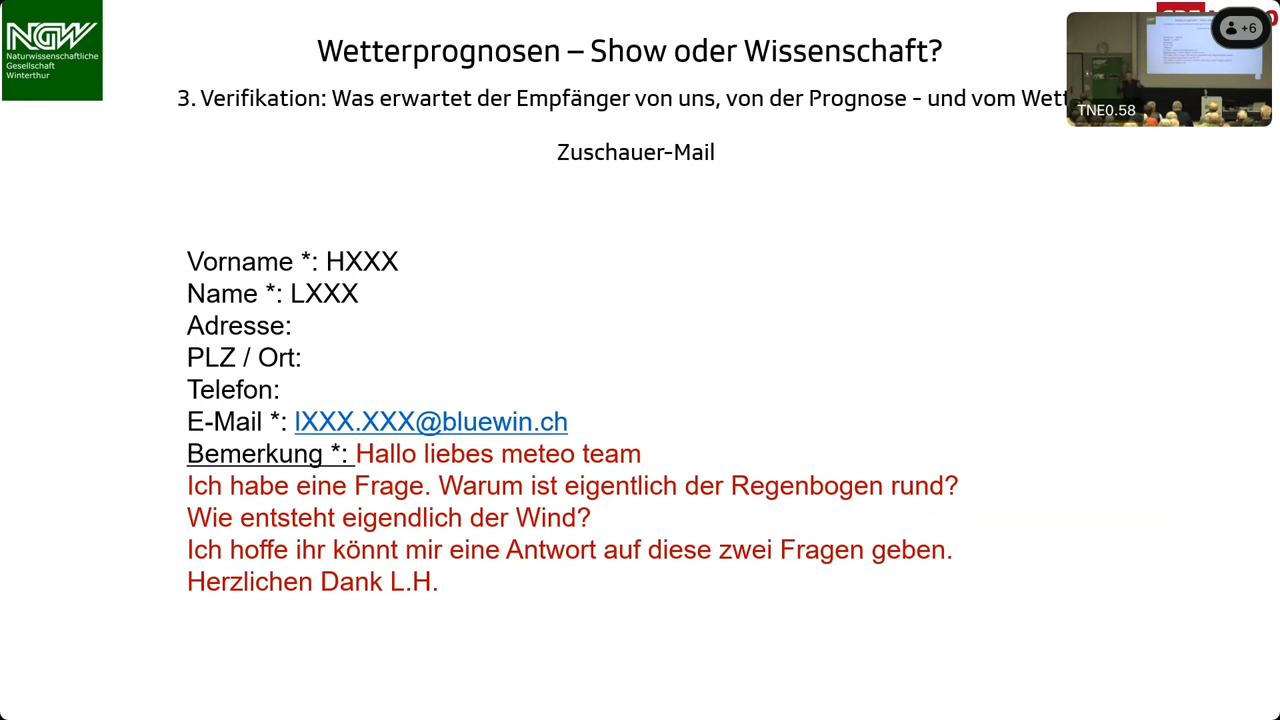 NGW
Naturwissenschaftliche
Gesellschaft
Winterthur
Wetterprognosen – Show oder Wissenschaft?
3. Verifikation: Was erwartet der Empfänger von uns, von der Prognose - und vom
Zuschauer-Mail
+6
TNE0.58
Vorname *: HXXX
Name *: LXXX
Adresse:
PLZ / Ort:
Telefon:
E-Mail *: lXXX.XXX@bluewin.ch
Bemerkung *: Hallo liebes meteo team
Ich habe eine Frage. Warum ist eigentlich der Regenbogen rund?
Wie entsteht eigendlich der Wind?
Ich hoffe ihr könnt mir eine Antwort auf diese zwei Fragen geben.
Herzlichen Dank L.H.